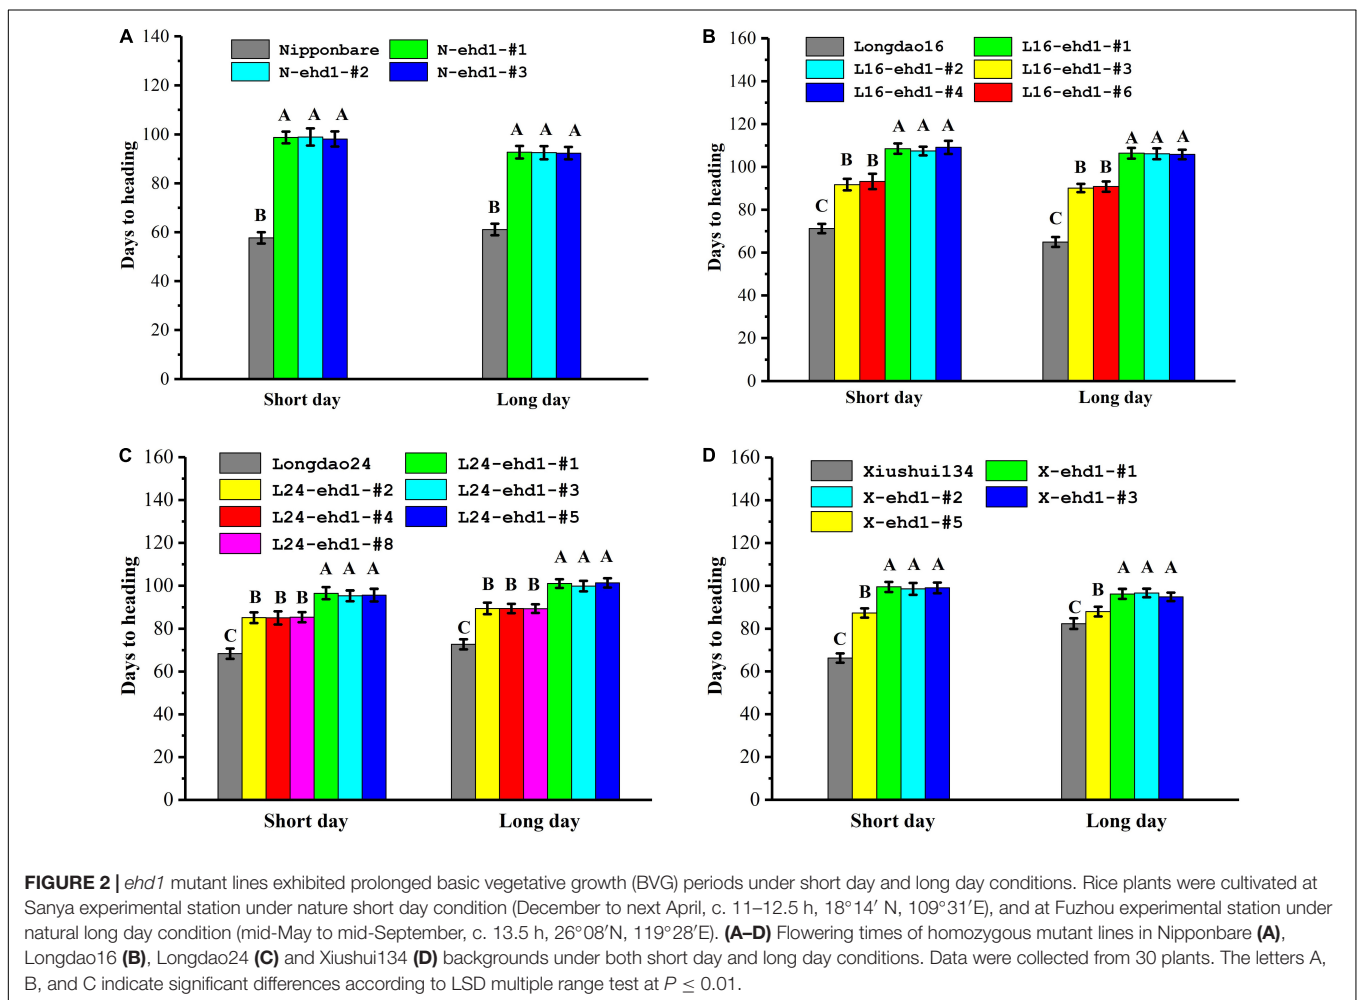 A
140
120
100
80
60
40
20
0
Days to heading
Nipponbare N-ehd1-#1
N-ehd1-#2 N-ehd1-#3
B A A A
B A A A
Short day Long day
B
160
140
120
100
80
60
40
20
0
Days to heading
Longdao16 L16-ehd1-#1
L16-ehd1-#2 L16-ehd1-#3
L16-ehd1-#4 L16-ehd1-#6
C B B A A A
C B B A A A
Short day Long day
C
160
140
120
100
80
60
40
20
0
Days to heading
Longdao24 L24-ehd1-#1
L24-ehd1-#2 L24-ehd1-#3
L24-ehd1-#4 L24-ehd1-#5
L24-ehd1-#8
C B B B A A A
C B B B A A A
Short day Long day
D
160
140
120
100
80
60
40
20
0
Days to heading
Xiushui134 X-ehd1-#1
X-ehd1-#2 X-ehd1-#3
X-ehd1-#5
C B A A A
C B A A A
Short day Long day
FIGURE 2 | ehd1 mutant lines exhibited prolonged basic vegetative growth (BVG) periods under short day and long day conditions. Rice plants were cultivated at
Sanya experimental station under nature short day condition (December to next April, c. 11–12.5 h, 18°14′ N, 109°31′E), and at Fuzhou experimental station under
natural long day condition (mid-May to mid-September, c. 13.5 h, 26°08′N, 119°28′E). (A–D) Flowering times of homozygous mutant lines in Nipponbare (A),
Longdao16 (B), Longdao24 (C) and Xiushui134 (D) backgrounds under both short day and long day conditions. Data were collected from 30 plants. The letters A,
B, and C indicate significant differences according to LSD multiple range test at P ≤ 0.01.